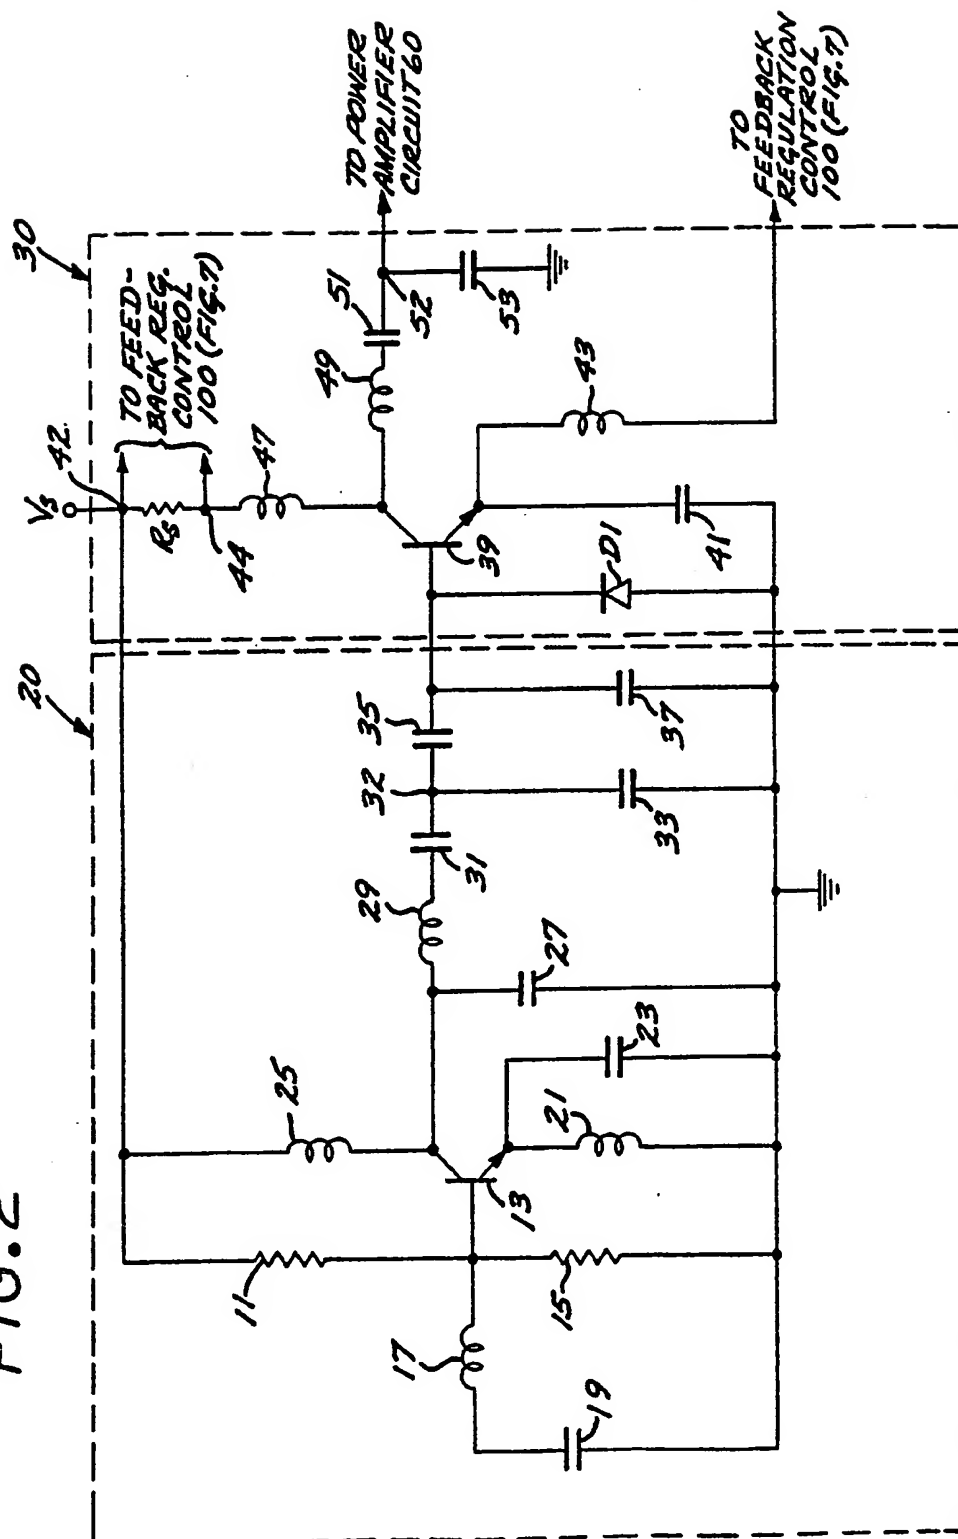 FIG. 2
20
30
Vs
42
TO FEED-
BACK REG.
CONTROL
100 (FIG.7)
Rs
44
47
49
51
52
53
TO POWER
AMPLIFIER
CIRCUIT 60
39
43
41
D1
TO
FEEDBACK
REGULATION
CONTROL
100 (FIG.7)
11
25
13
15
17
19
21
23
27
29
31
32
33
35
37